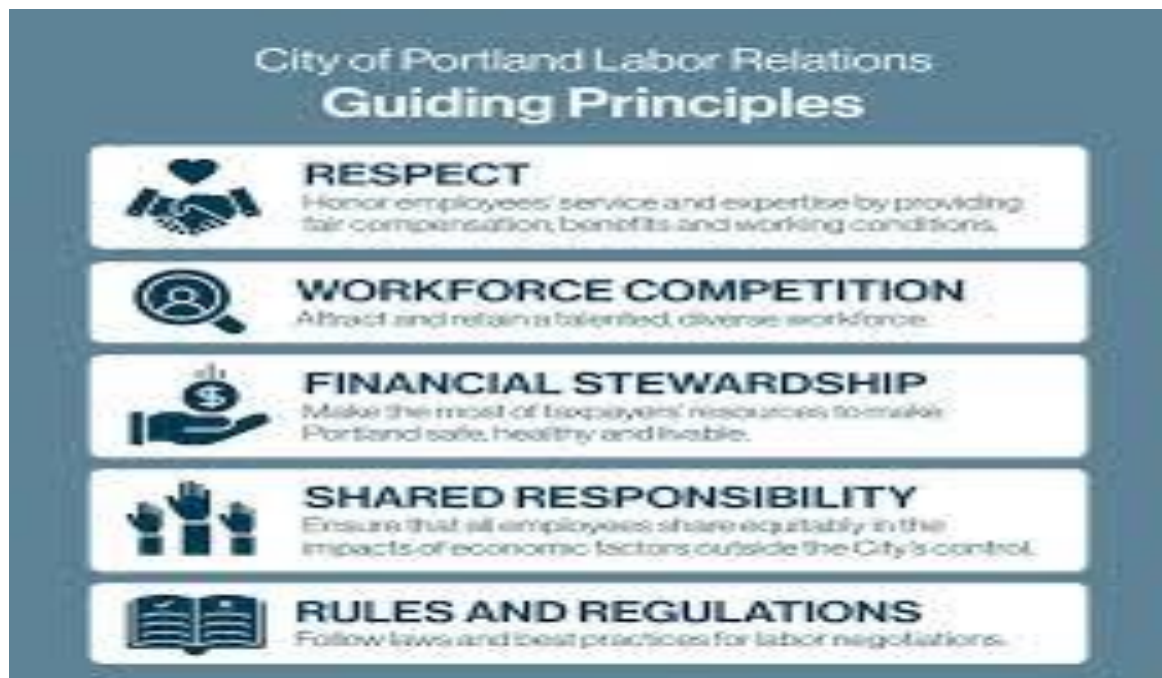 City of Portland Labor Relations
Guiding Principles
RESPECT
Honor employees' service and expertise by providing
fair compensation, benefits and working conditions.
WORKFORCE COMPETITION
Attract and retain a talented, diverse workforce.
FINANCIAL STEWARDSHIP
Make the most of taxpayers' resources to make
Portland safe, healthy and livable.
SHARED RESPONSIBILITY
Ensure that all employees share equitably in the
impacts of economic factors outside the City's control.
RULES AND REGULATIONS
Follow laws and best practices for labor negotiations.